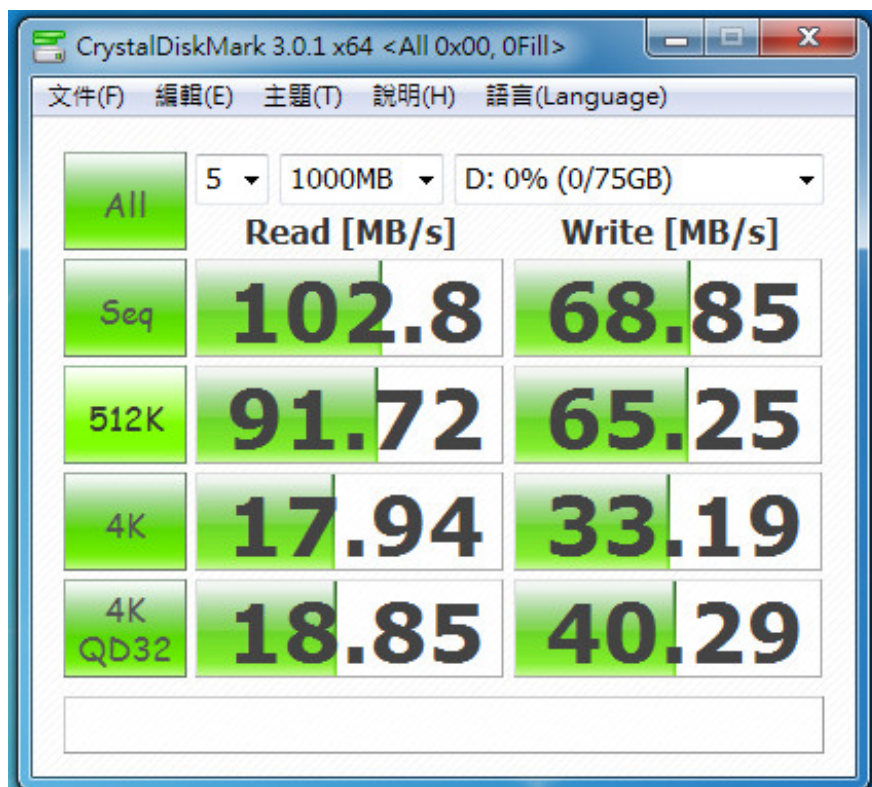 CrystalDiskMark 3.0.1 x64 <All 0x00, 0Fill>
文件(F) 編輯(E) 主題(T) 說明(H) 語言(Language)
All 5 1000MB D: 0% (0/75GB)
Read [MB/s] Write [MB/s]
Seq 102.8 68.85
512K 91.72 65.25
4K 17.94 33.19
4K QD32 18.85 40.29